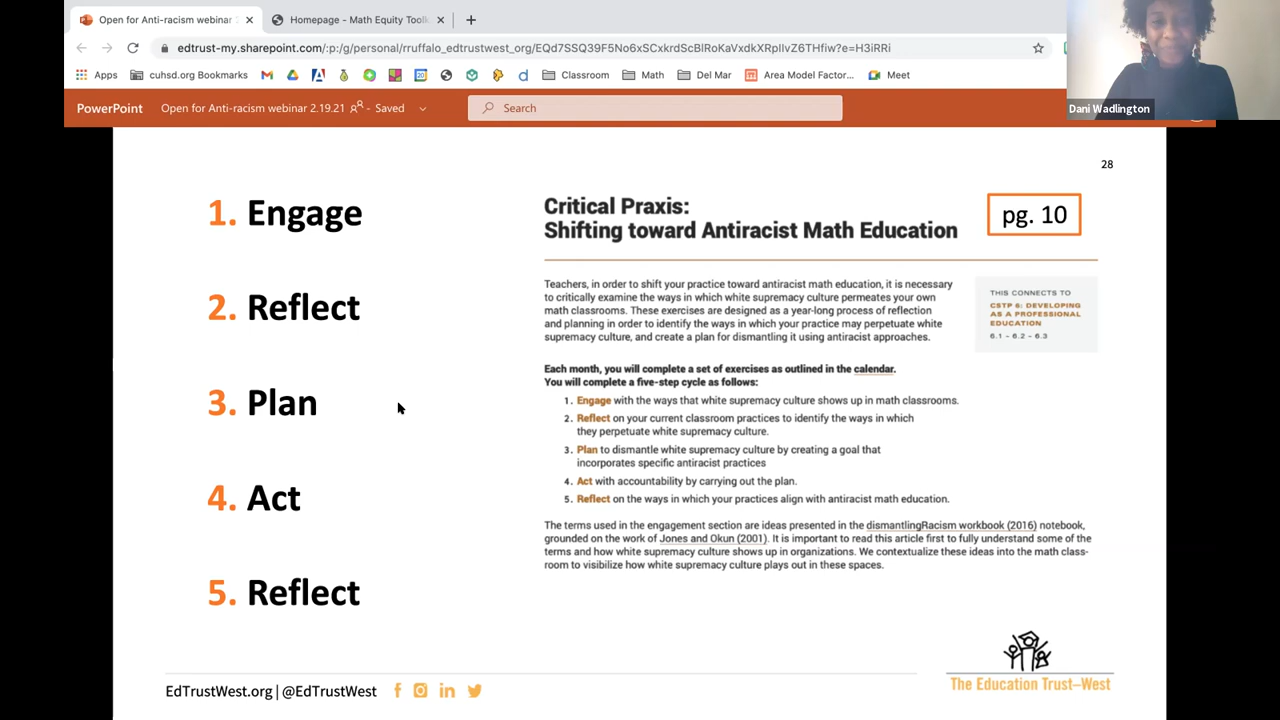 Open for Anti-racism webinar 2
Homepage - Math Equity Toolk
edtrust-my.sharepoint.com/:p:/g/personal/rruffalo_edtrustwest_org/EQd7SSQ39F5No6xSCxkrdScBlRoKaVxdkXRpIlvZ6THfiw?e=H3iRRi
Apps
cuhsd.org Bookmarks
Classroom
Math
Del Mar
Area Model Factor...
Meet
PowerPoint
Open for Anti-racism webinar 2.19.21 - Saved
Search
Dani Wadlington
28
1. Engage
2. Reflect
3. Plan
4. Act
5. Reflect
Critical Praxis:
Shifting toward Antiracist Math Education
pg. 10
Teachers, in order to shift your practice toward antiracist math education, it is necessary
to critically examine the ways in which white supremacy culture permeates your own
math classrooms. These exercises are designed as a year-long process of reflection
and planning in order to identify the ways in which your practice may perpetuate white
supremacy culture, and create a plan for dismantling it using antiracist approaches.
THIS CONNECTS TO
CSTP 6: DEVELOPING
AS A PROFESSIONAL
EDUCATION
6.1 - 6.2 - 6.3
Each month, you will complete a set of exercises as outlined in the calendar.
You will complete a five-step cycle as follows:
1. Engage with the ways that white supremacy culture shows up in math classrooms.
2. Reflect on your current classroom practices to identify the ways in which
they perpetuate white supremacy culture.
3. Plan to dismantle white supremacy culture by creating a goal that
incorporates specific antiracist practices
4. Act with accountability by carrying out the plan.
5. Reflect on the ways in which your practices align with antiracist math education.
The terms used in the engagement section are ideas presented in the dismantlingRacism workbook (2016) notebook,
grounded on the work of Jones and Okun (2001). It is important to read this article first to fully understand some of the
terms and how white supremacy culture shows up in organizations. We contextualize these ideas into the math class-
room to visibilize how white supremacy culture plays out in these spaces.
EdTrustWest.org | @EdTrustWest
The Education Trust–West